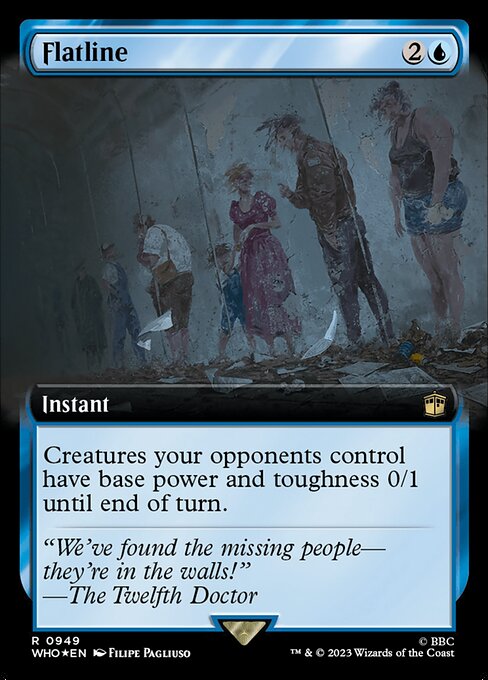 Flatline 2
Instant
Creatures your opponents control
have base power and toughness 0/1
until end of turn.
“We’ve found the missing people—
they’re in the walls!”
—The Twelfth Doctor
R 0949
WHO★EN Filipe Pagliuso
© BBC
™ & © 2023 Wizards of the Coast